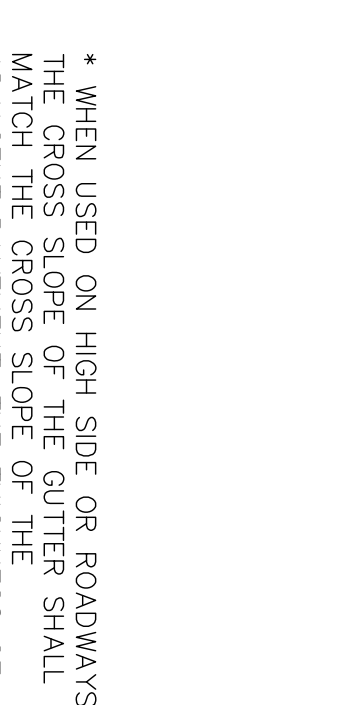 * WHEN USED ON HIGH SIDE OR ROADWAYS
THE CROSS SLOPE OF THE GUTTER SHALL
MATCH THE CROSS SLOPE OF THE